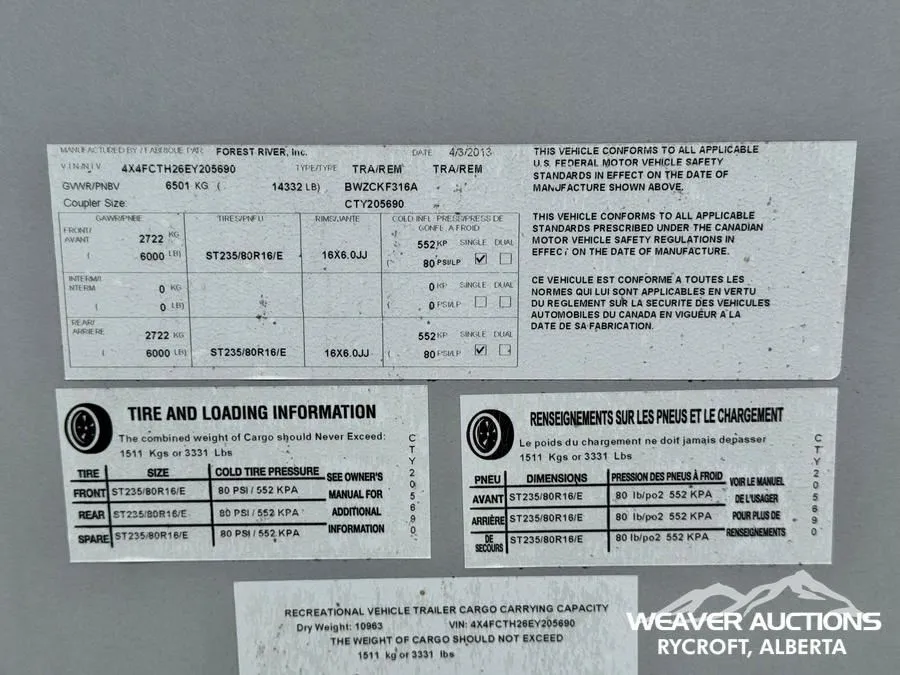 MANUFACTURED BY / FABRIQUE PAR: FOREST RIVER, Inc. DATE 4/3/2013
V.I.N/N.I.V 4X4FCTH26EY205690 TYPE/TYPE TRA/REM TRA/REM
GVWR/PNBV 6501 KG ( 14332 LB) BWZCKF316A
Coupler Size: CTY205690
GAWR/PNBE TIRES/PNEU RIMS/JANTE COLD INFL. PRESS/PRESS DE GONFL. A FROID
FRONT/ AVANT 2722 KG 552 KP SINGLE DUAL
( 6000 LB) ST235/80R16/E 16X6.0JJ ( 80 PSI/LP
INTERM/I NTERM 0 KG 0 KP SINGLE DUAL
( 0 LB) ( 0 PSI/LP
REAR/ ARRIERE 2722 KG 552 KP SINGLE DUAL
( 6000 LB) ST235/80R16/E 16X6.0JJ ( 80 PSI/LP
THIS VEHICLE CONFORMS TO ALL APPLICABLE
U.S. FEDERAL MOTOR VEHICLE SAFETY
STANDARDS IN EFFECT ON THE DATE OF
MANUFACTURE SHOWN ABOVE.
THIS VEHICLE CONFORMS TO ALL APPLICABLE
STANDARDS PRESCRIBED UNDER THE CANADIAN
MOTOR VEHICLE SAFETY REGULATIONS IN
EFFECT ON THE DATE OF MANUFACTURE.
CE VEHICULE EST CONFORME A TOUTES LES
NORMES QUI LUI SONT APPLICABLES EN VERTU
DU REGLEMENT SUR LA SECURITE DES VEHICULES
AUTOMOBILES DU CANADA EN VIGUEUR A LA
DATE DE SA FABRICATION.
TIRE AND LOADING INFORMATION
The combined weight of Cargo should Never Exceed:
1511 Kgs or 3331 Lbs
TIRE SIZE COLD TIRE PRESSURE
FRONT ST235/80R16/E 80 PSI / 552 KPA
REAR ST235/80R16/E 80 PSI / 552 KPA
SPARE ST235/80R16/E 80 PSI / 552 KPA
SEE OWNER'S
MANUAL FOR
ADDITIONAL
INFORMATION
CTY205690
RENSEIGNEMENTS SUR LES PNEUS ET LE CHARGEMENT
Le poids du chargement ne doif jamais depasser
1511 Kgs or 3331 Lbs
PNEU DIMENSIONS PRESSION DES PNEUS À FROID
AVANT ST235/80R16/E 80 lb/po2 552 KPA
ARRIÈRE ST235/80R16/E 80 lb/po2 552 KPA
DE SECOURS ST235/80R16/E 80 lb/po2 552 KPA
VOIR LE MANUEL
DE L'USAGER
POUR PLUS DE
RENSEIGNEMENTS
CTY205690
RECREATIONAL VEHICLE TRAILER CARGO CARRYING CAPACITY
Dry Weight: 10963 VIN: 4X4FCTH26EY205690
THE WEIGHT OF CARGO SHOULD NOT EXCEED
1511 kg or 3331 lbs
WEAVER AUCTIONS
RYCROFT, ALBERTA